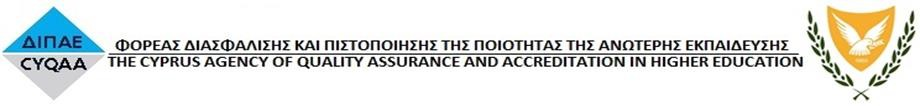 ΔΙΠΑΕ
CYQAA
ΦΟΡΕΑΣ ΔΙΑΣΦΑΛΙΣΗΣ ΚΑΙ ΠΙΣΤΟΠΟΙΗΣΗΣ ΤΗΣ ΠΟΙΟΤΗΤΑΣ ΤΗΣ ΑΝΩΤΕΡΗΣ ΕΚΠΑΙΔΕΥΣΗΣ
THE CYPRUS AGENCY OF QUALITY ASSURANCE AND ACCREDITATION IN HIGHER EDUCATION